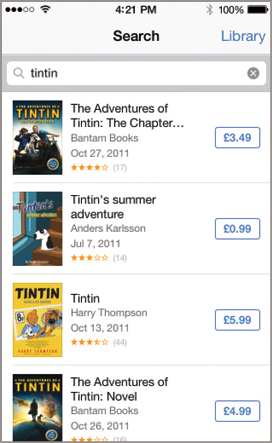 4:21 PM
100%
Search
Library
tintin
THE ADVENTURES OF
TINTIN
The Adventures of
Tintin: The Chapter…
Bantam Books
Oct 27, 2011
(17)
£3.49
Tintin's
summer adventure
Tintin's summer
adventure
Anders Karlsson
Jul 7, 2011
(14)
£0.99
TINTIN
HARRY THOMPSON
Tintin
Harry Thompson
Oct 13, 2011
(44)
£5.99
THE ADVENTURES OF
TINTIN
The Adventures of
Tintin: Novel
Bantam Books
Oct 26, 2011
(16)
£4.99